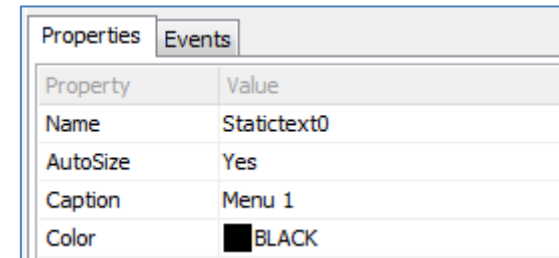 Properties Events
Property Value
Name Statictext0
AutoSize Yes
Caption Menu 1
Color BLACK